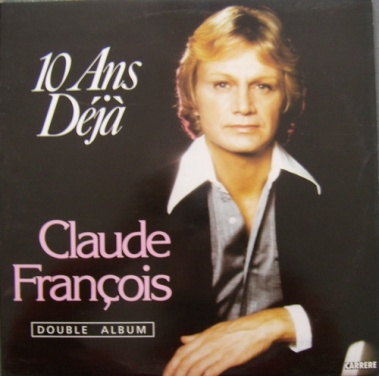 10 Ans
Déjà
Claude
François
DOUBLE ALBUM
CARRERE